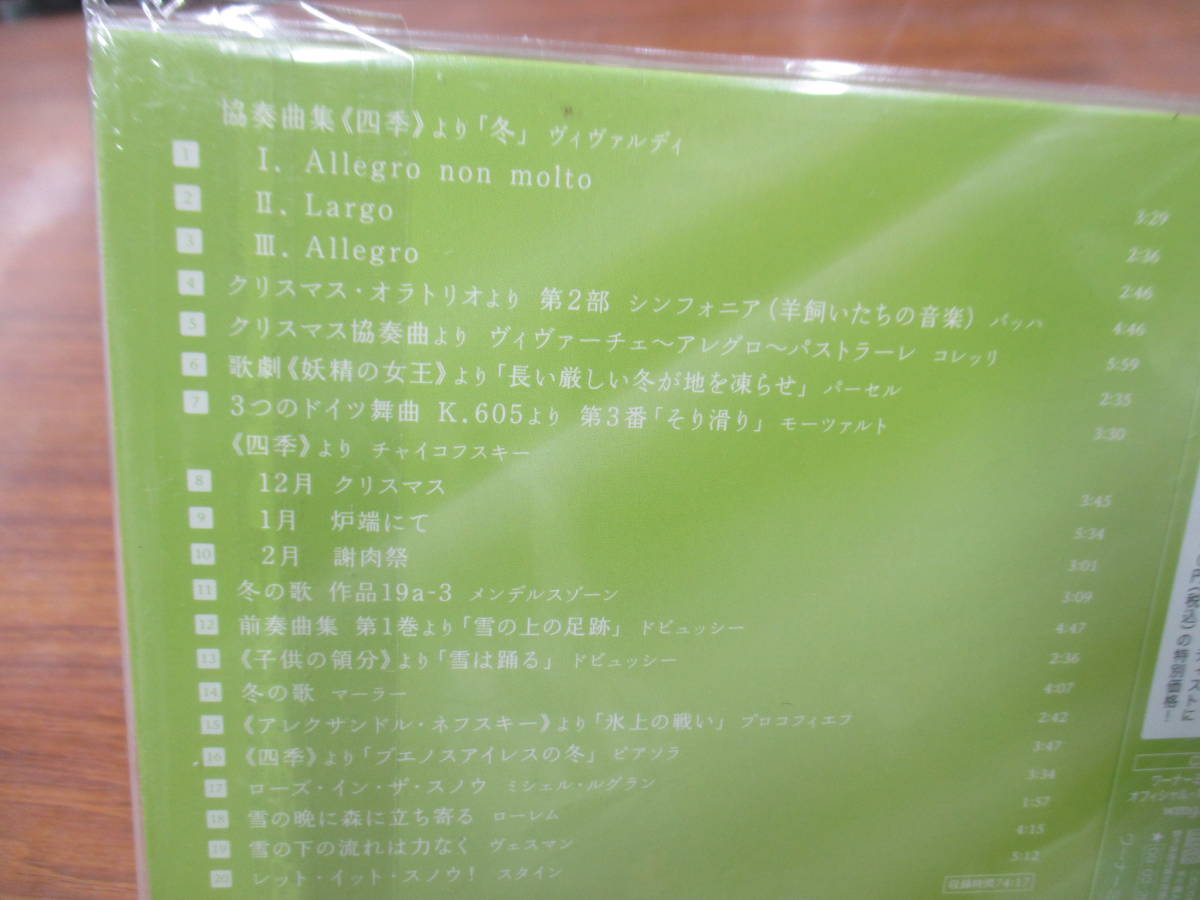 協奏曲集《四季》より「冬」 ヴィヴァルディ
1 Ⅰ. Allegro non molto 3:29
2 Ⅱ. Largo 2:36
3 Ⅲ. Allegro 2:46
4 クリスマス・オラトリオより 第2部 シンフォニア(羊飼いたちの音楽) バッハ 4:46
5 クリスマス協奏曲より ヴィヴァーチェ〜アレグロ〜パストラーレ コレッリ 5:59
6 歌劇《妖精の女王》より「長い厳しい冬が地を凍らせ」 パーセル 2:35
7 3つのドイツ舞曲 K.605より 第3番「そり滑り」 モーツァルト 3:30
《四季》より チャイコフスキー
8 12月 クリスマス 3:45
9 1月 炉端にて 5:34
10 2月 謝肉祭 3:01
11 冬の歌 作品19a-3 メンデルスゾーン 3:09
12 前奏曲集 第1巻より「雪の上の足跡」 ドビュッシー 4:47
13 《子供の領分》より「雪は踊る」 ドビュッシー 2:36
14 冬の歌 マーラー 4:07
15 《アレクサンドル・ネフスキー》より「氷上の戦い」 プロコフィエフ 2:42
16 《四季》より「ブエノスアイレスの冬」 ピアソラ 3:47
17 ローズ・イン・ザ・スノウ ミシェル・ルグラン 3:34
18 雪の晩に森に立ち寄る ローレム 1:57
19 雪の下の流れは力なく ヴェスマン 4:15
20 レット・イット・スノウ! スタイン 5:12
収録時間74:17
円(税込)の特別価格!
ワーナー
オフィシャル